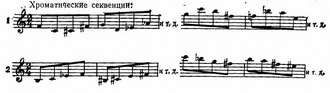 Хроматические секвенции:
1 и т. д. и т. д.
2 и т. д. и т. д.